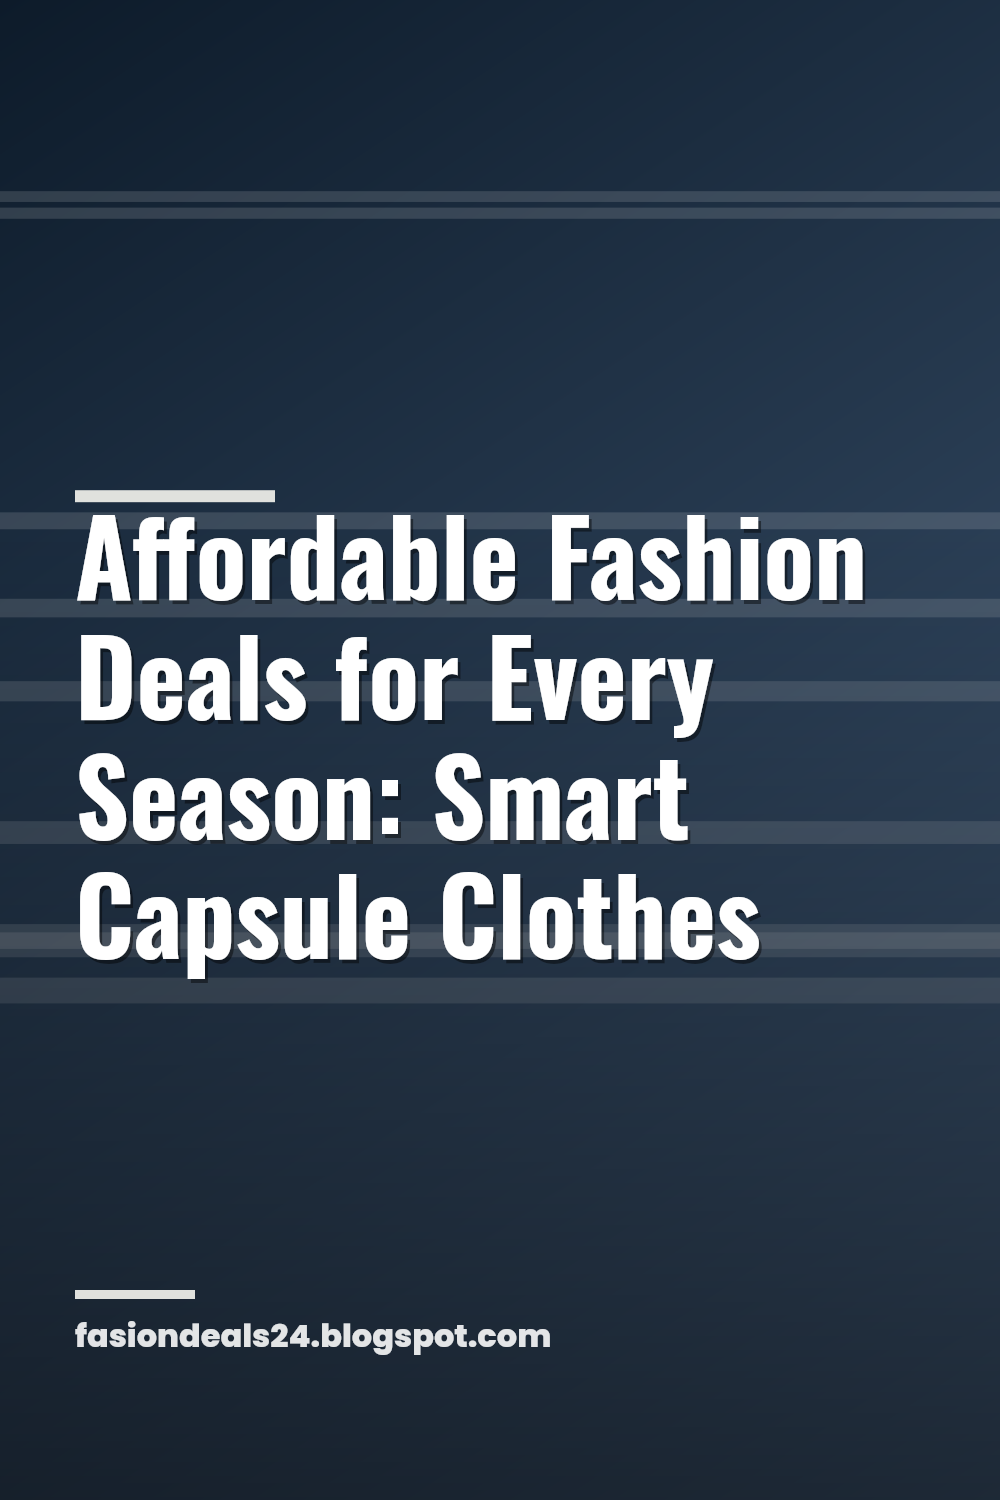 Affordable Fashion
Deals for Every
Season: Smart
Capsule Clothes
fasiondeals24.blogspot.com